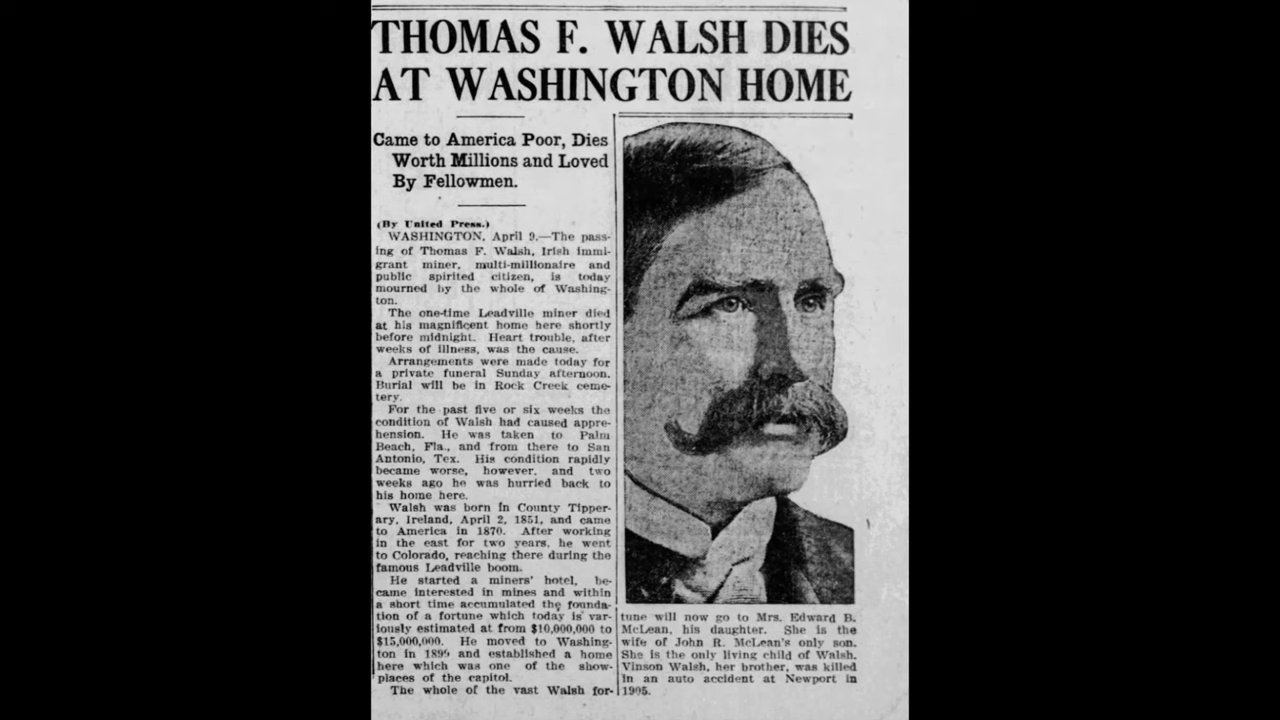 THOMAS F. WALSH DIES
AT WASHINGTON HOME
Came to America Poor, Dies
Worth Millions and Loved
By Fellowmen.
(By United Press.)
WASHINGTON, April 9.—The pass-
ing of Thomas F. Walsh, Irish immi-
grant miner, multi-millionaire and
public spirited citizen, is today
mourned by the whole of Washing-
ton.
The one-time Leadville miner died
at his magnificent home here shortly
before midnight. Heart trouble, after
weeks of illness, was the cause.
Arrangements were made today for
a private funeral Sunday afternoon.
Burial will be in Rock Creek ceme-
tery.
For the past five or six weeks the
condition of Walsh had caused appre-
hension. He was taken to Palm
Beach, Fla., and from there to San
Antonio, Tex. His condition rapidly
became worse, however, and two
weeks ago he was hurried back to
his home here.
Walsh was born in County Tipper-
ary, Ireland, April 2, 1851, and came
to America in 1870. After working
in the east for two years, he went
to Colorado, reaching there during the
famous Leadville boom.
He started a miners' hotel, be-
came interested in mines and within
a short time accumulated the founda-
tion of a fortune which today is var-
iously estimated at from $10,000,000 to
$15,000,000. He moved to Washing-
ton in and established a home
here which was one of the show-
places of the capitol.
The whole of the vast Walsh for-
tune will now go to Mrs. Edward B.
McLean, his daughter. She is the
wife of John R. McLean's only son.
She is the only living child of Walsh.
Vinson Walsh, her brother, was killed
in an auto accident at Newport in
1905.